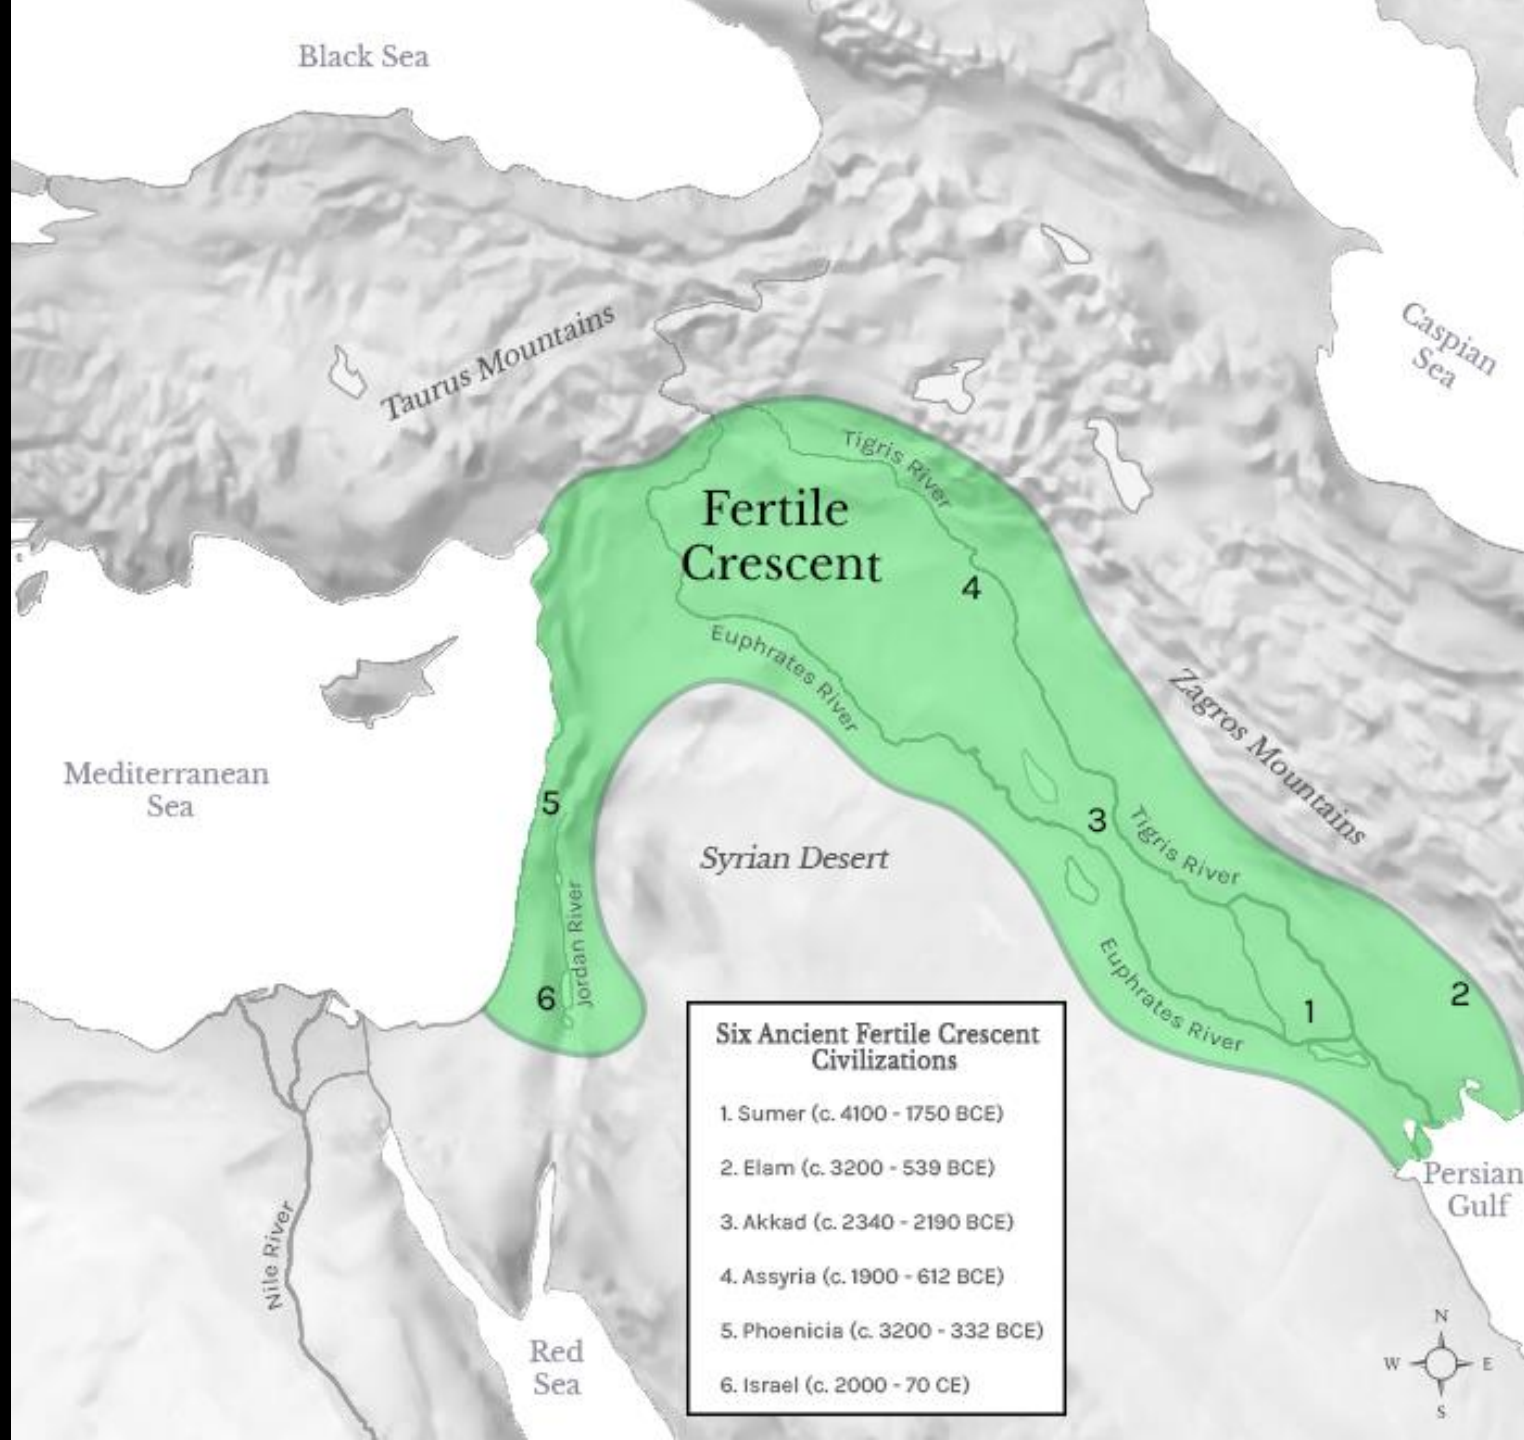 Black Sea
Caspian
Sea
Taurus Mountains
Tigris River
Fertile
Crescent
4
Euphrates River
Zagros Mountains
Mediterranean
Sea
5
3
Tigris River
Syrian Desert
Jordan River
Euphrates River
6
2
1
Six Ancient Fertile Crescent
Civilizations
1. Sumer (c. 4100 - 1750 BCE)
2. Elam (c. 3200 - 539 BCE)
3. Akkad (c. 2340 - 2190 BCE)
4. Assyria (c. 1900 - 612 BCE)
5. Phoenicia (c. 3200 - 332 BCE)
6. Israel (c. 2000 - 70 CE)
Persian
Gulf
Nile River
Red
Sea
N
W
E
S